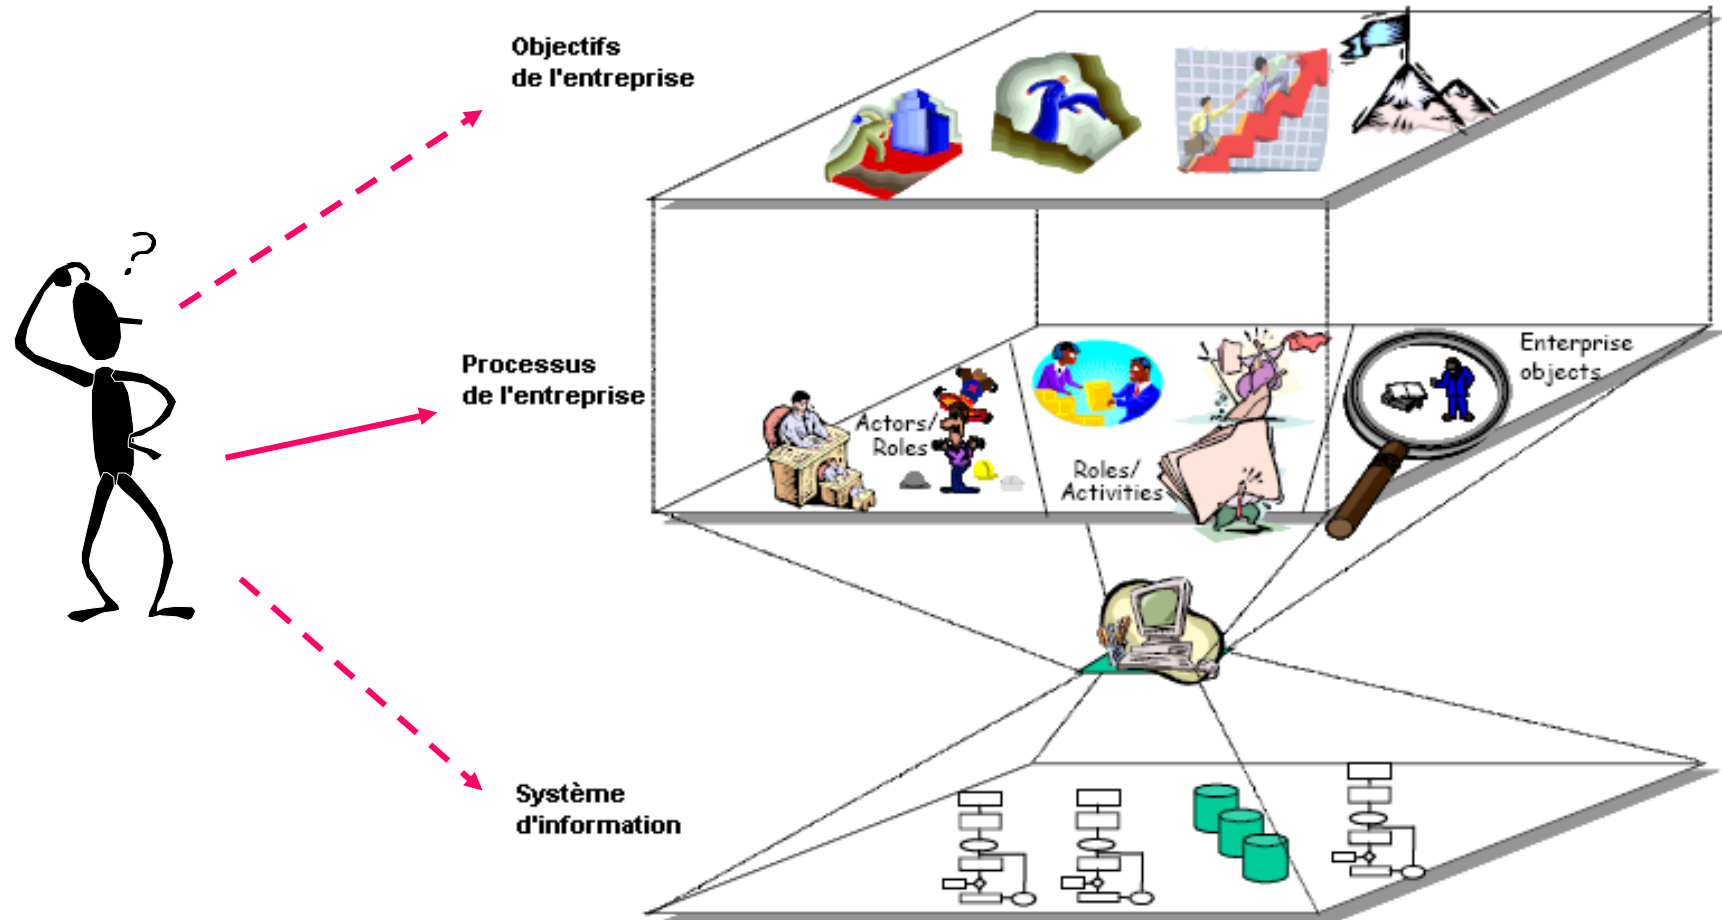 Objectifs
de l'entreprise
?
Processus
de l'entreprise
Actors/
Roles
Roles/
Activities
Enterprise
objects
Système
d'information